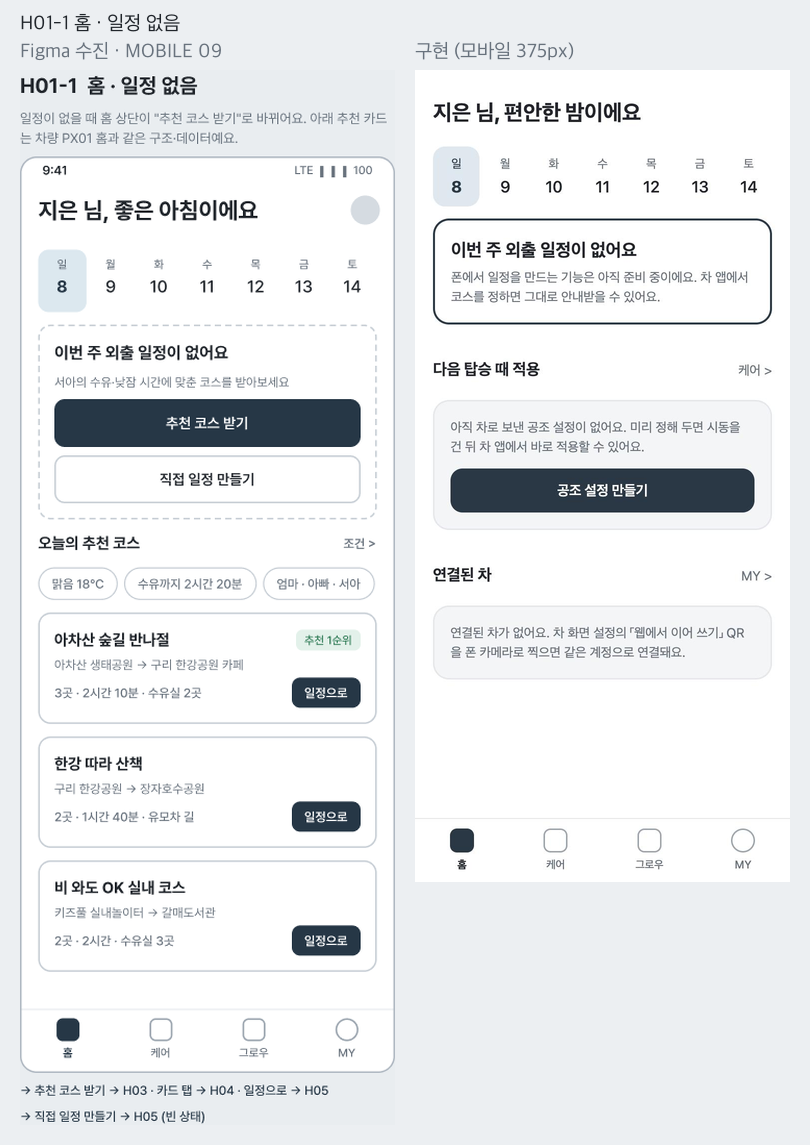 H01-1 홈 · 일정 없음
Figma 수진 · MOBILE 09
H01-1 홈 · 일정 없음
일정이 없을 때 홈 상단이 "추천 코스 받기"로 바뀌어요. 아래 추천 카드
는 차량 PX01 홈과 같은 구조·데이터예요.
9:41
LTE ▌▌▌ 100
지은 님, 좋은 아침이에요
일 월 화 수 목 금 토
8 9 10 11 12 13 14
이번 주 외출 일정이 없어요
서아의 수유·낮잠 시간에 맞춘 코스를 받아보세요
추천 코스 받기
직접 일정 만들기
오늘의 추천 코스
조건 >
맑음 18°C
수유까지 2시간 20분
엄마 · 아빠 · 서아
아차산 숲길 반나절
추천 1순위
아차산 생태공원 → 구리 한강공원 카페
3곳 · 2시간 10분 · 수유실 2곳
일정으로
한강 따라 산책
구리 한강공원 → 장자호수공원
2곳 · 1시간 40분 · 유모차 길
일정으로
비 와도 OK 실내 코스
키즈풀 실내놀이터 → 갈매도서관
2곳 · 2시간 · 수유실 3곳
일정으로
홈 케어 그로우 MY
→ 추천 코스 받기 → H03 · 카드 탭 → H04 · 일정으로 → H05
→ 직접 일정 만들기 → H05 (빈 상태)
구현 (모바일 375px)
지은 님, 편안한 밤이에요
일 월 화 수 목 금 토
8 9 10 11 12 13 14
이번 주 외출 일정이 없어요
폰에서 일정을 만드는 기능은 아직 준비 중이에요. 차 앱에서
코스를 정하면 그대로 안내받을 수 있어요.
다음 탑승 때 적용
케어 >
아직 차로 보낸 공조 설정이 없어요. 미리 정해 두면 시동을
건 뒤 차 앱에서 바로 적용할 수 있어요.
공조 설정 만들기
연결된 차
MY >
연결된 차가 없어요. 차 화면 설정의 「웹에서 이어 쓰기」 QR
을 폰 카메라로 찍으면 같은 계정으로 연결돼요.
홈 케어 그로우 MY